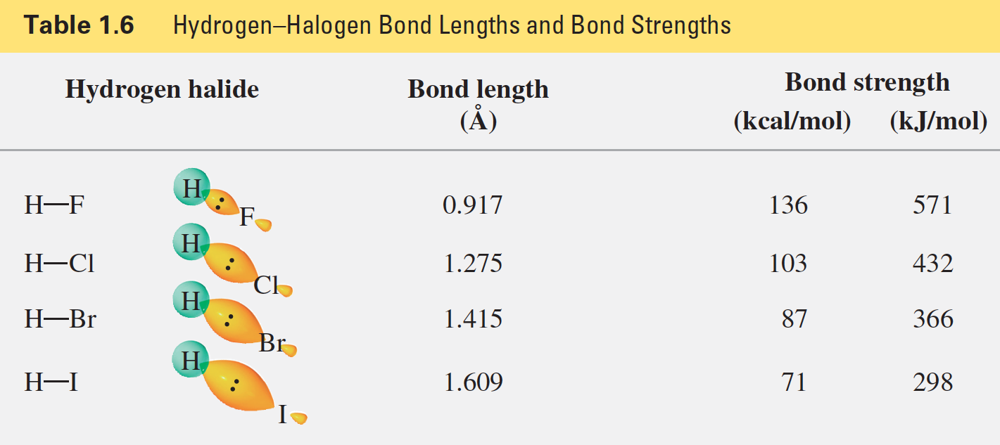 Table 1.6 Hydrogen–Halogen Bond Lengths and Bond Strengths
Hydrogen halide Bond length Bond strength
(Å) (kcal/mol) (kJ/mol)
H—F H F 0.917 136 571
H—Cl H Cl 1.275 103 432
H—Br H Br 1.415 87 366
H—I H I 1.609 71 298